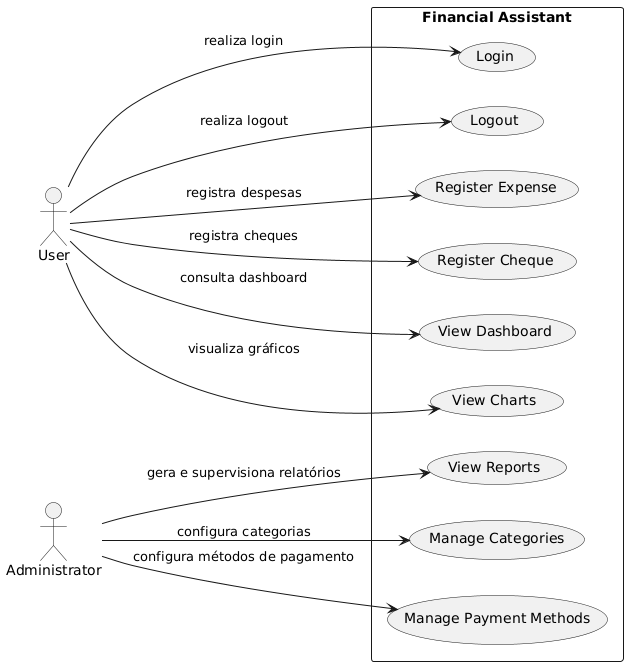 Financial Assistant
realiza login
Login
realiza logout
Logout
registra despesas
Register Expense
registra cheques
User
Register Cheque
consulta dashboard
View Dashboard
visualiza gráficos
View Charts
gera e supervisiona relatórios
View Reports
configura categorias
Manage Categories
configura métodos de pagamento
Administrator
Manage Payment Methods